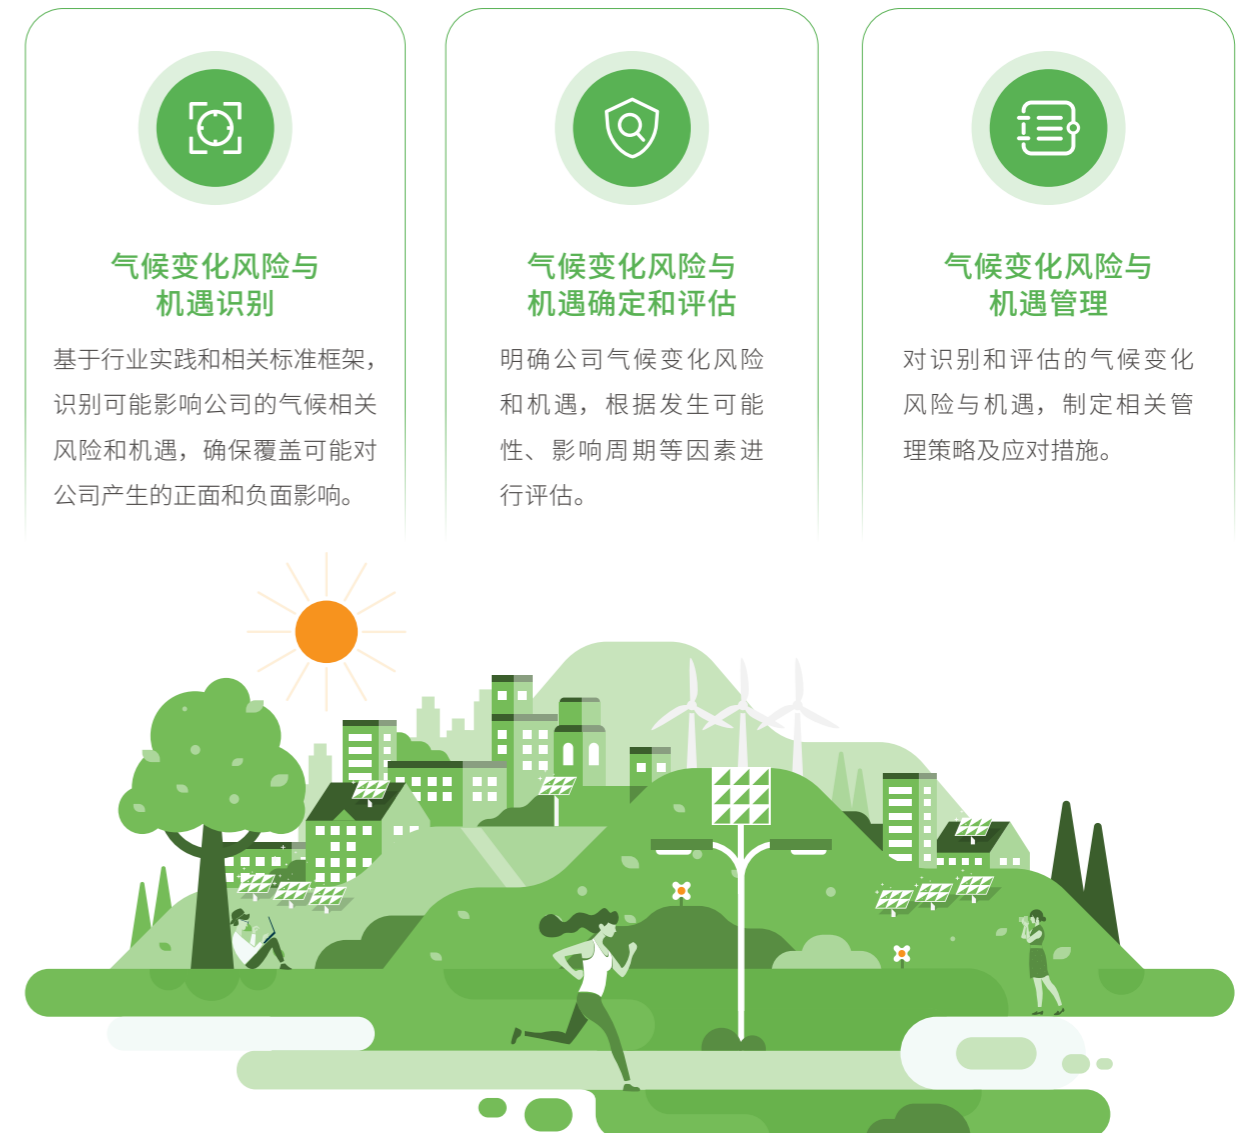 气候变化风险与
机遇识别
基于行业实践和相关标准框架，
识别可能影响公司的气候相关
风险和机遇，确保覆盖可能对
公司产生的正面和负面影响。
气候变化风险与
机遇确定和评估
明确公司气候变化风险
和机遇，根据发生可能
性、影响周期等因素进
行评估。
气候变化风险与
机遇管理
对识别和评估的气候变化
风险与机遇，制定相关管
理策略及应对措施。